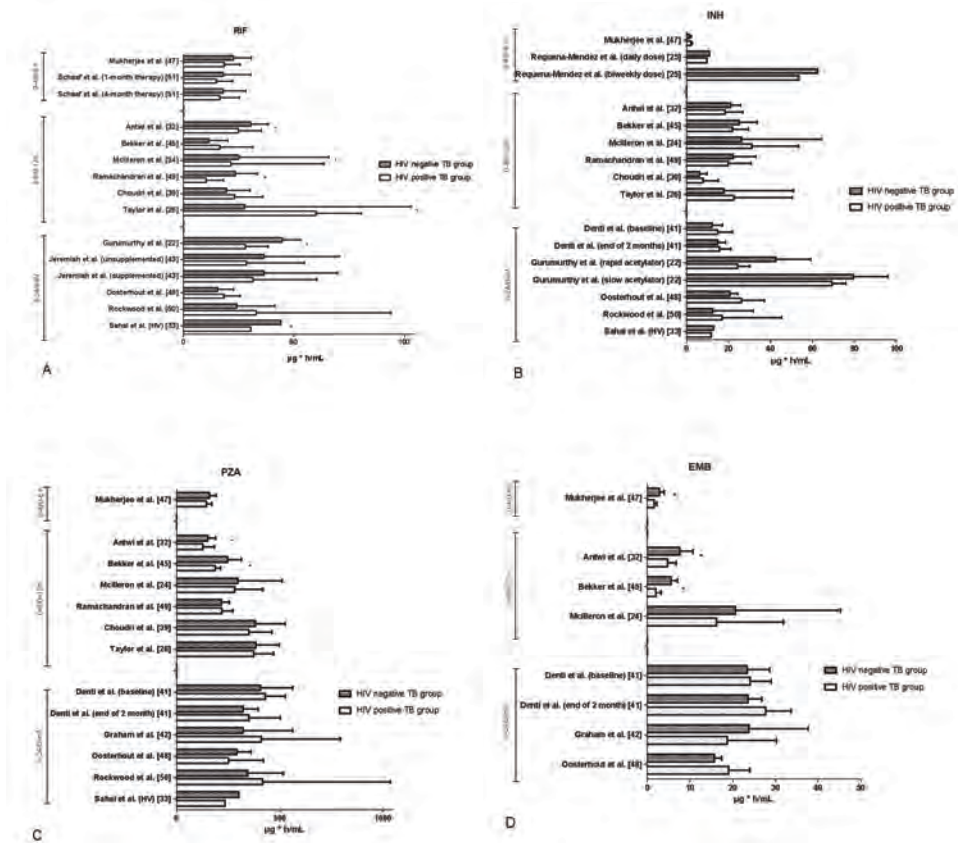 RIF
Mukherjee et al. [47]
Schaaf et al. (1-month therapy) [51]
Schaaf et al. (4-month therapy) [51]
Antwi et al. [32]
Bekker et al. [45]
McIlleron et al. [24]
Ramachandran et al. [49]
Choudri et al. [39]
Taylor et al. [26]
Gurumurthy et al. [22]
Jeremiah et al. (unsupplemented) [43]
Jeremiah et al. (supplemented) [43]
Oosterhout et al. [48]
Rockwood et al. [50]
Sahai et al. (HIV) [33]
HIV negative TB group
HIV positive TB group
0 50 100
µg * h/mL
A
INH
Mukherjee et al. [47]
Requena-Mendez et al. (daily dose) [25]
Requena-Mendez et al. (biweekly dose) [25]
Antwi et al. [32]
Bekker et al. [45]
McIlleron et al. [24]
Ramachandran et al. [49]
Choudri et al. [39]
Taylor et al. [26]
Denti et al. (baseline) [41]
Denti et al. (end of 2 months) [41]
Gurumurthy et al. (rapid acetylator) [22]
Gurumurthy et al. (slow acetylator) [22]
Oosterhout et al. [48]
Rockwood et al. [50]
Sahai et al. (HIV) [33]
HIV negative TB group
HIV positive TB group
0 20 40 60 80 100
µg * h/mL
B
PZA
Mukherjee et al. [47]
Antwi et al. [32]
Bekker et al. [45]
McIlleron et al. [24]
Ramachandran et al. [49]
Choudri et al. [39]
Taylor et al. [26]
Denti et al. (baseline) [41]
Denti et al. (end of 2 month) [41]
Graham et al. [42]
Oosterhout et al. [48]
Rockwood et al. [50]
Sahai et al. (HV) [33]
HIV negative TB group
HIV positive TB group
0 500 1000
µg * h/mL
C
EMB
Mukherjee et al. [47]
Antwi et al. [32]
Bekker et al. [45]
McIlleron et al. [24]
Denti et al. (baseline) [41]
Denti et al. (end of 2 month) [41]
Graham et al. [42]
Oosterhout et al. [48]
HIV negative TB group
HIV positive TB group
0 10 20 30 40 50
µg * h/mL
D